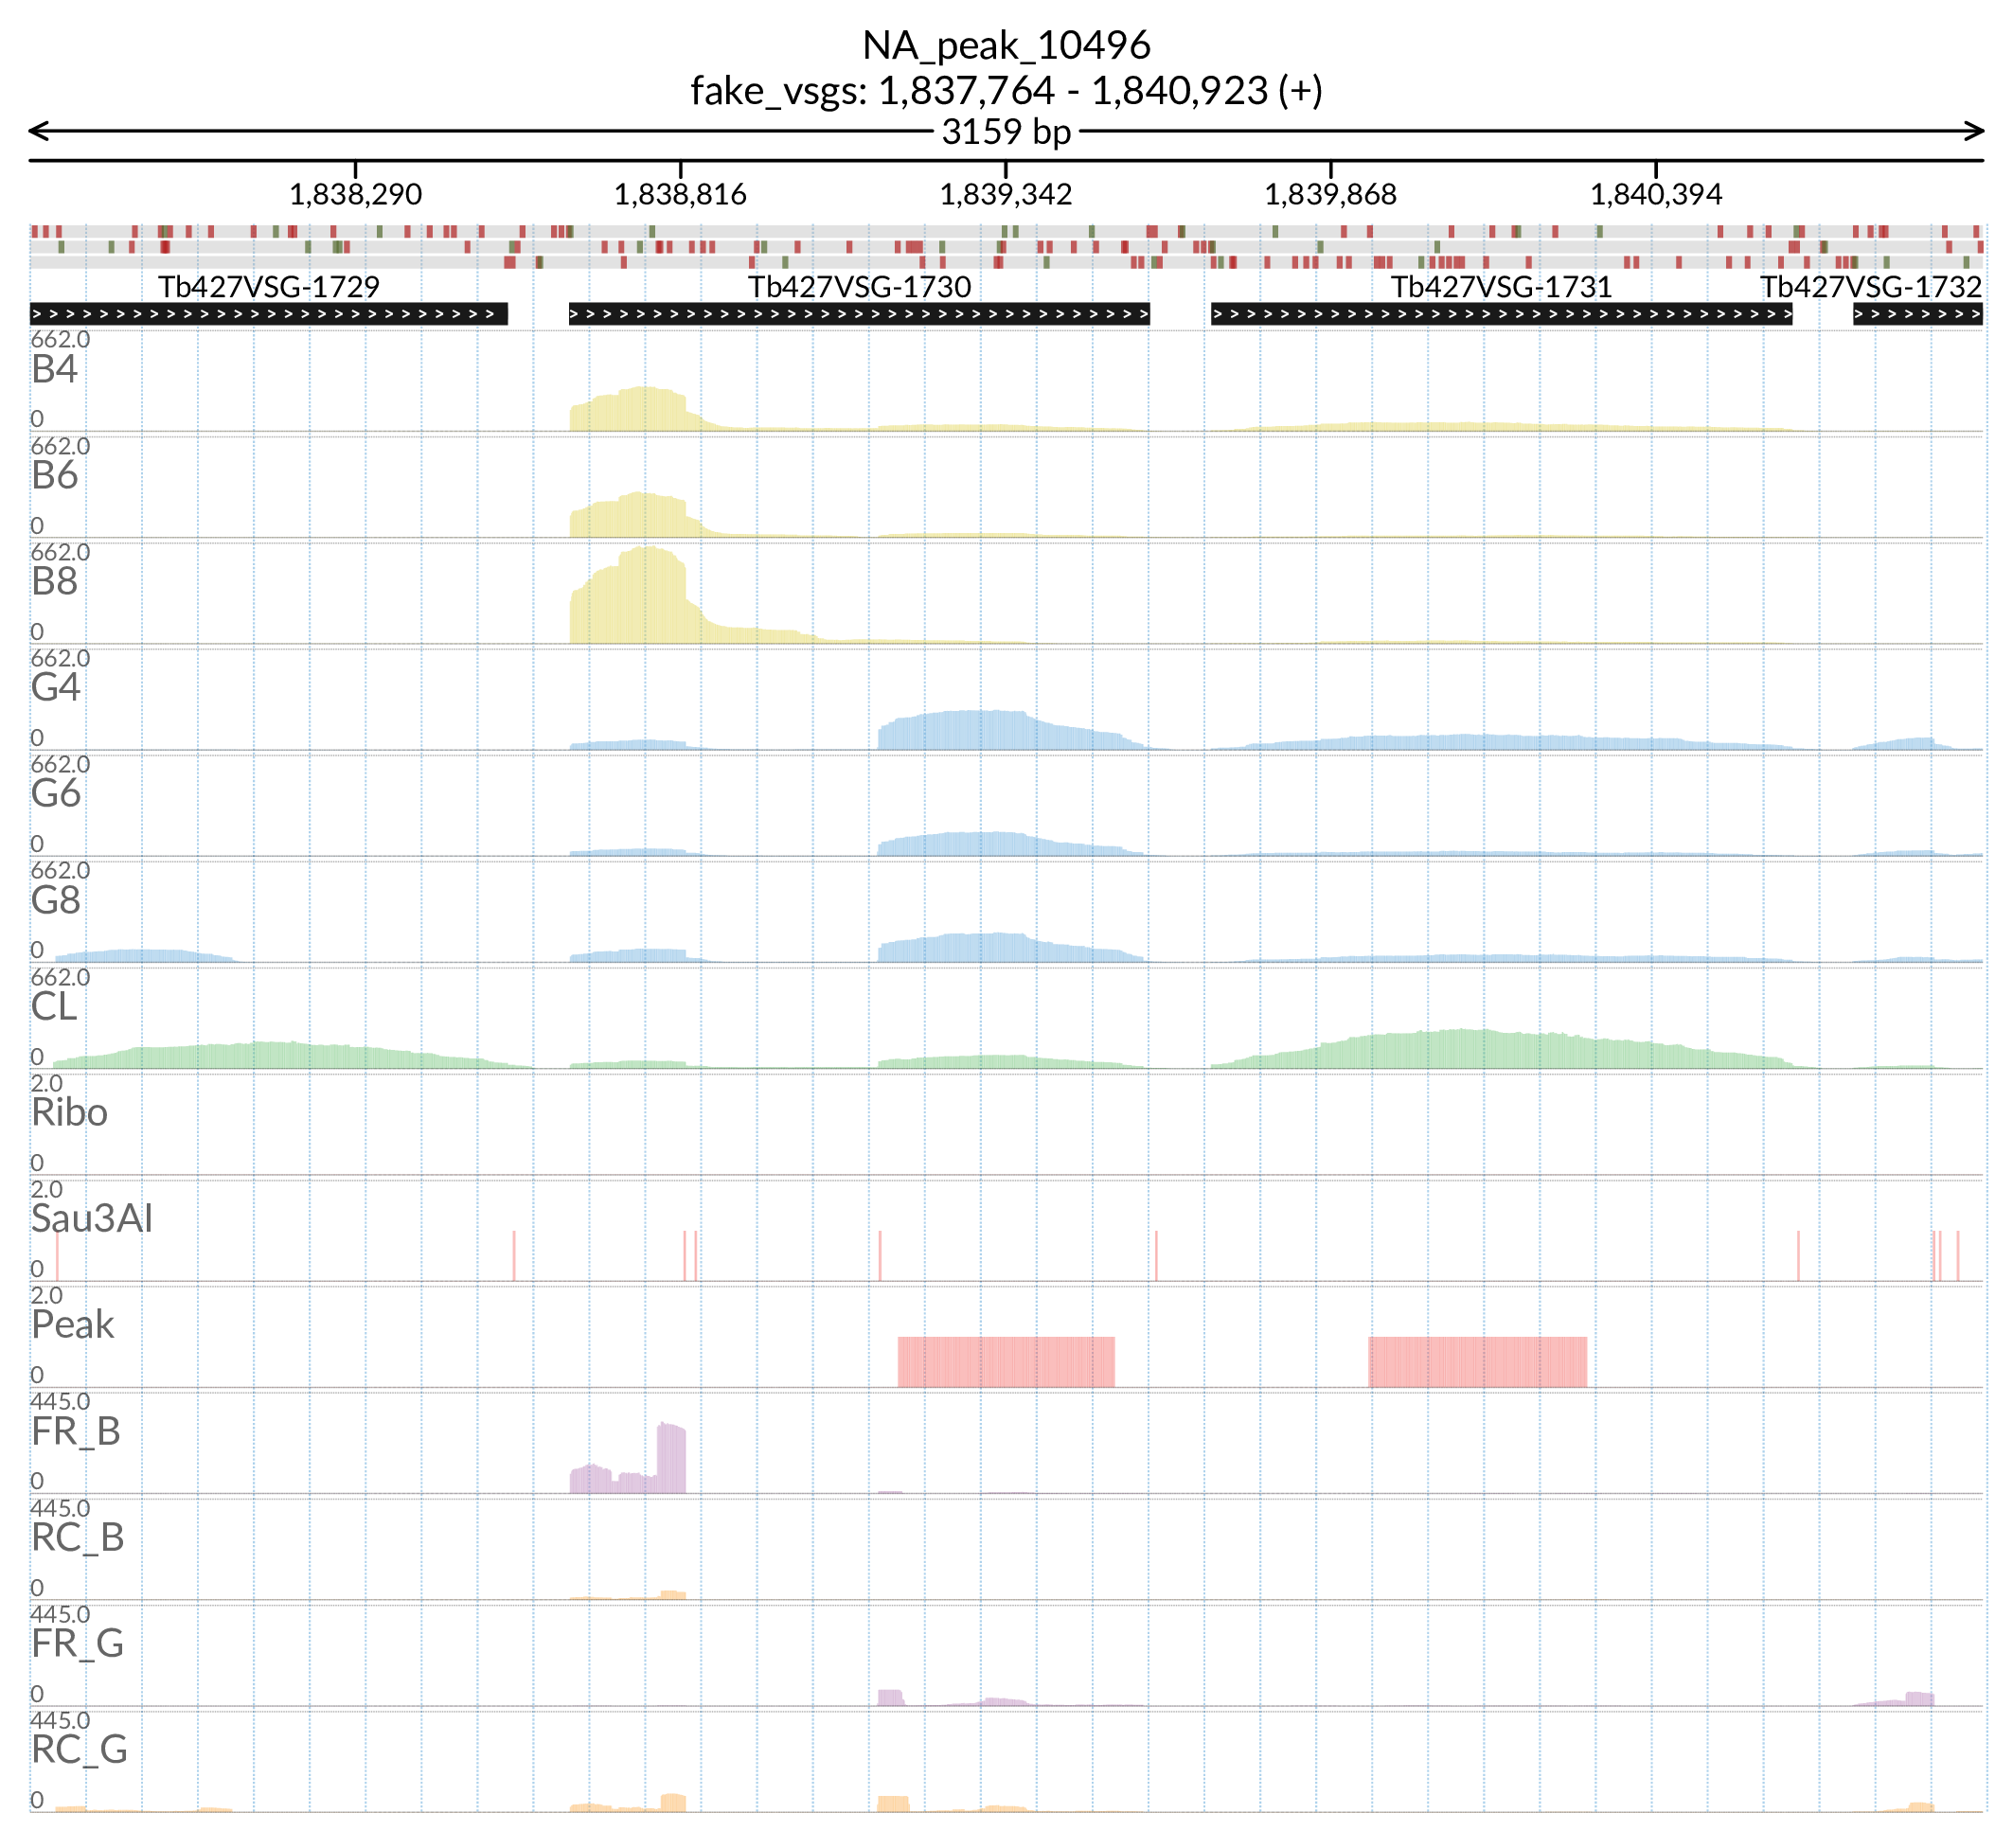 NA_peak_10496
fake_vsgs: 1,837,764 - 1,840,923 (+)
3159 bp
1,838,290 1,838,816 1,839,342 1,839,868 1,840,394
Tb427VSG-1729 Tb427VSG-1730 Tb427VSG-1731 Tb427VSG-1732
662.0
B4
0
662.0
B6
0
662.0
B8
0
662.0
G4
0
662.0
G6
0
662.0
G8
0
662.0
CL
0
2.0
Ribo
0
2.0
Sau3AI
0
2.0
Peak
0
445.0
FR_B
0
445.0
RC_B
0
445.0
FR_G
0
445.0
RC_G
0